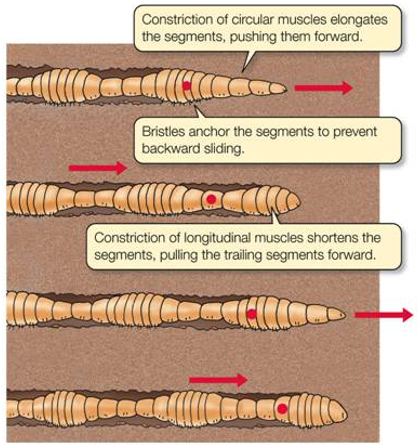 Constriction of circular muscles elongates
the segments, pushing them forward.
Bristles anchor the segments to prevent
backward sliding.
Constriction of longitudinal muscles shortens the
segments, pulling the trailing segments forward.